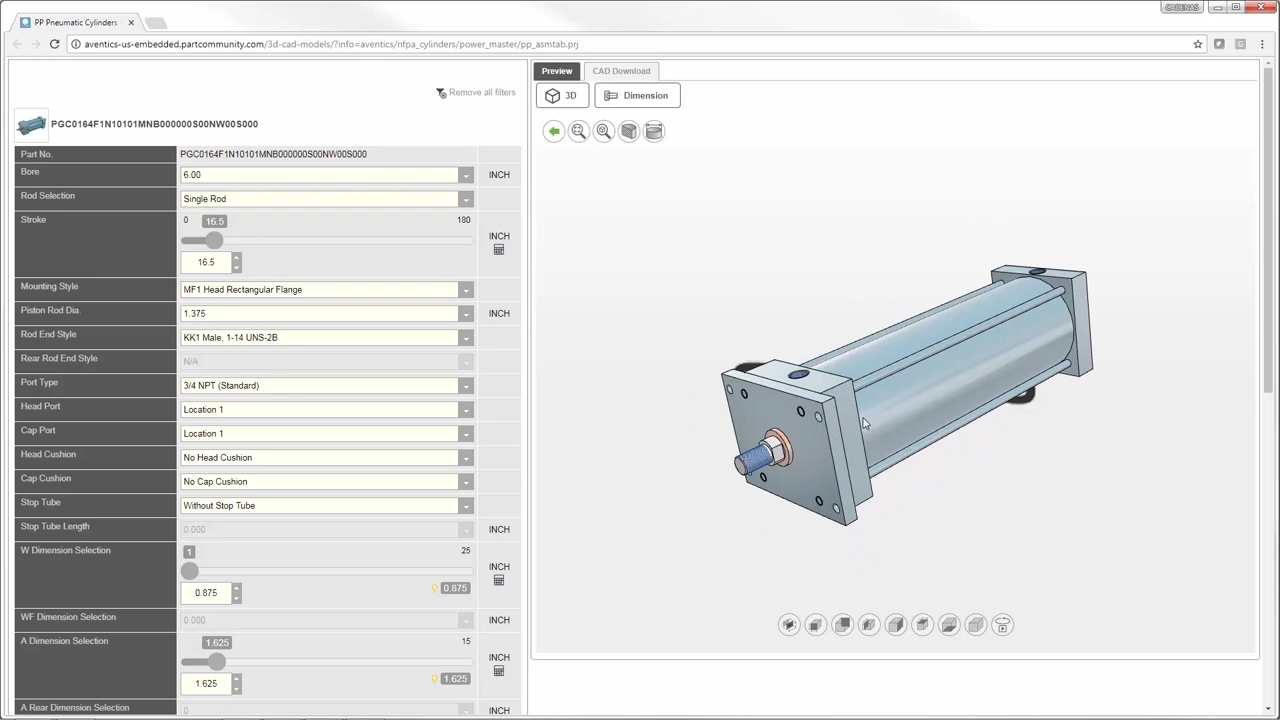 CADENAS
PP Pneumatic Cylinders
aventics-us-embedded.partcommunity.com/3d-cad-models/?info=aventics/nfpa_cylinders/power_master/pp_asmtab.prj
Remove all filters
PGC0164F1N10101MNB000000S00NW00S000
Part No. PGC0164F1N10101MNB000000S00NW00S000
Bore 6.00 INCH
Rod Selection Single Rod
Stroke 0 16.5 180
INCH
16.5
Mounting Style MF1 Head Rectangular Flange
Piston Rod Dia. 1.375 INCH
Rod End Style KK1 Male, 1-14 UNS-2B
Rear Rod End Style N/A
Port Type 3/4 NPT (Standard)
Head Port Location 1
Cap Port Location 1
Head Cushion No Head Cushion
Cap Cushion No Cap Cushion
Stop Tube Without Stop Tube
Stop Tube Length 0.000 INCH
W Dimension Selection 1 25
INCH
0.875 0.875
WF Dimension Selection 0.000 INCH
A Dimension Selection 1.625 15
INCH
1.625 1.625
A Rear Dimension Selection 0 INCH
Preview CAD Download
3D Dimension